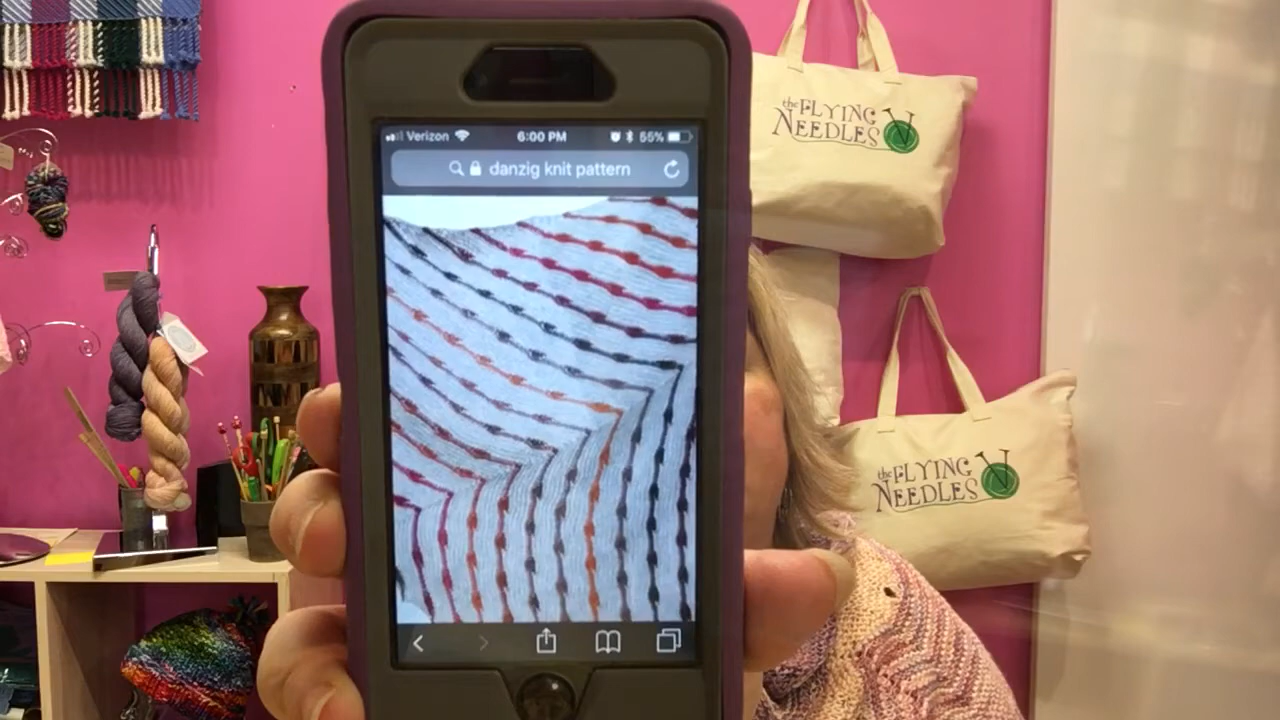 Verizon 6:00 PM 55%
danzig knit pattern
the FLYING
NEEDLES
the FLYING
NEEDLES